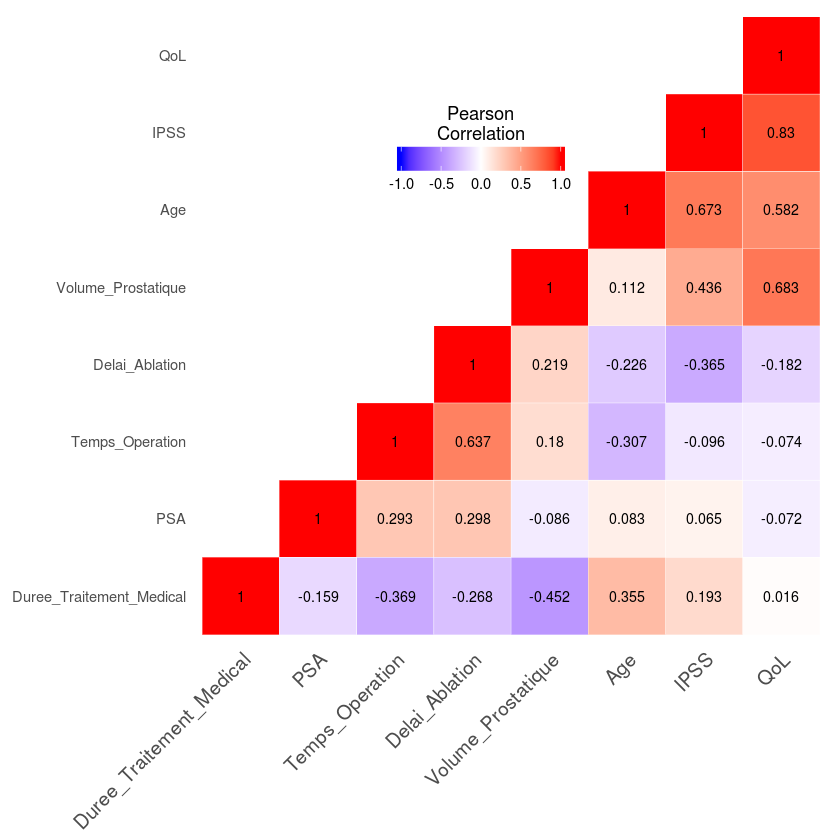 QoL
1
Pearson
Correlation
-1.0 -0.5 0.0 0.5 1.0
IPSS
1 0.83
Age
1 0.673 0.582
Volume_Prostatique
1 0.112 0.436 0.683
Delai_Ablation
1 0.219 -0.226 -0.365 -0.182
Temps_Operation
1 0.637 0.18 -0.307 -0.096 -0.074
PSA
1 0.293 0.298 -0.086 0.083 0.065 -0.072
Duree_Traitement_Medical
1 -0.159 -0.369 -0.268 -0.452 0.355 0.193 0.016
Duree_Traitement_Medical
PSA
Temps_Operation
Delai_Ablation
Volume_Prostatique
Age
IPSS
QoL